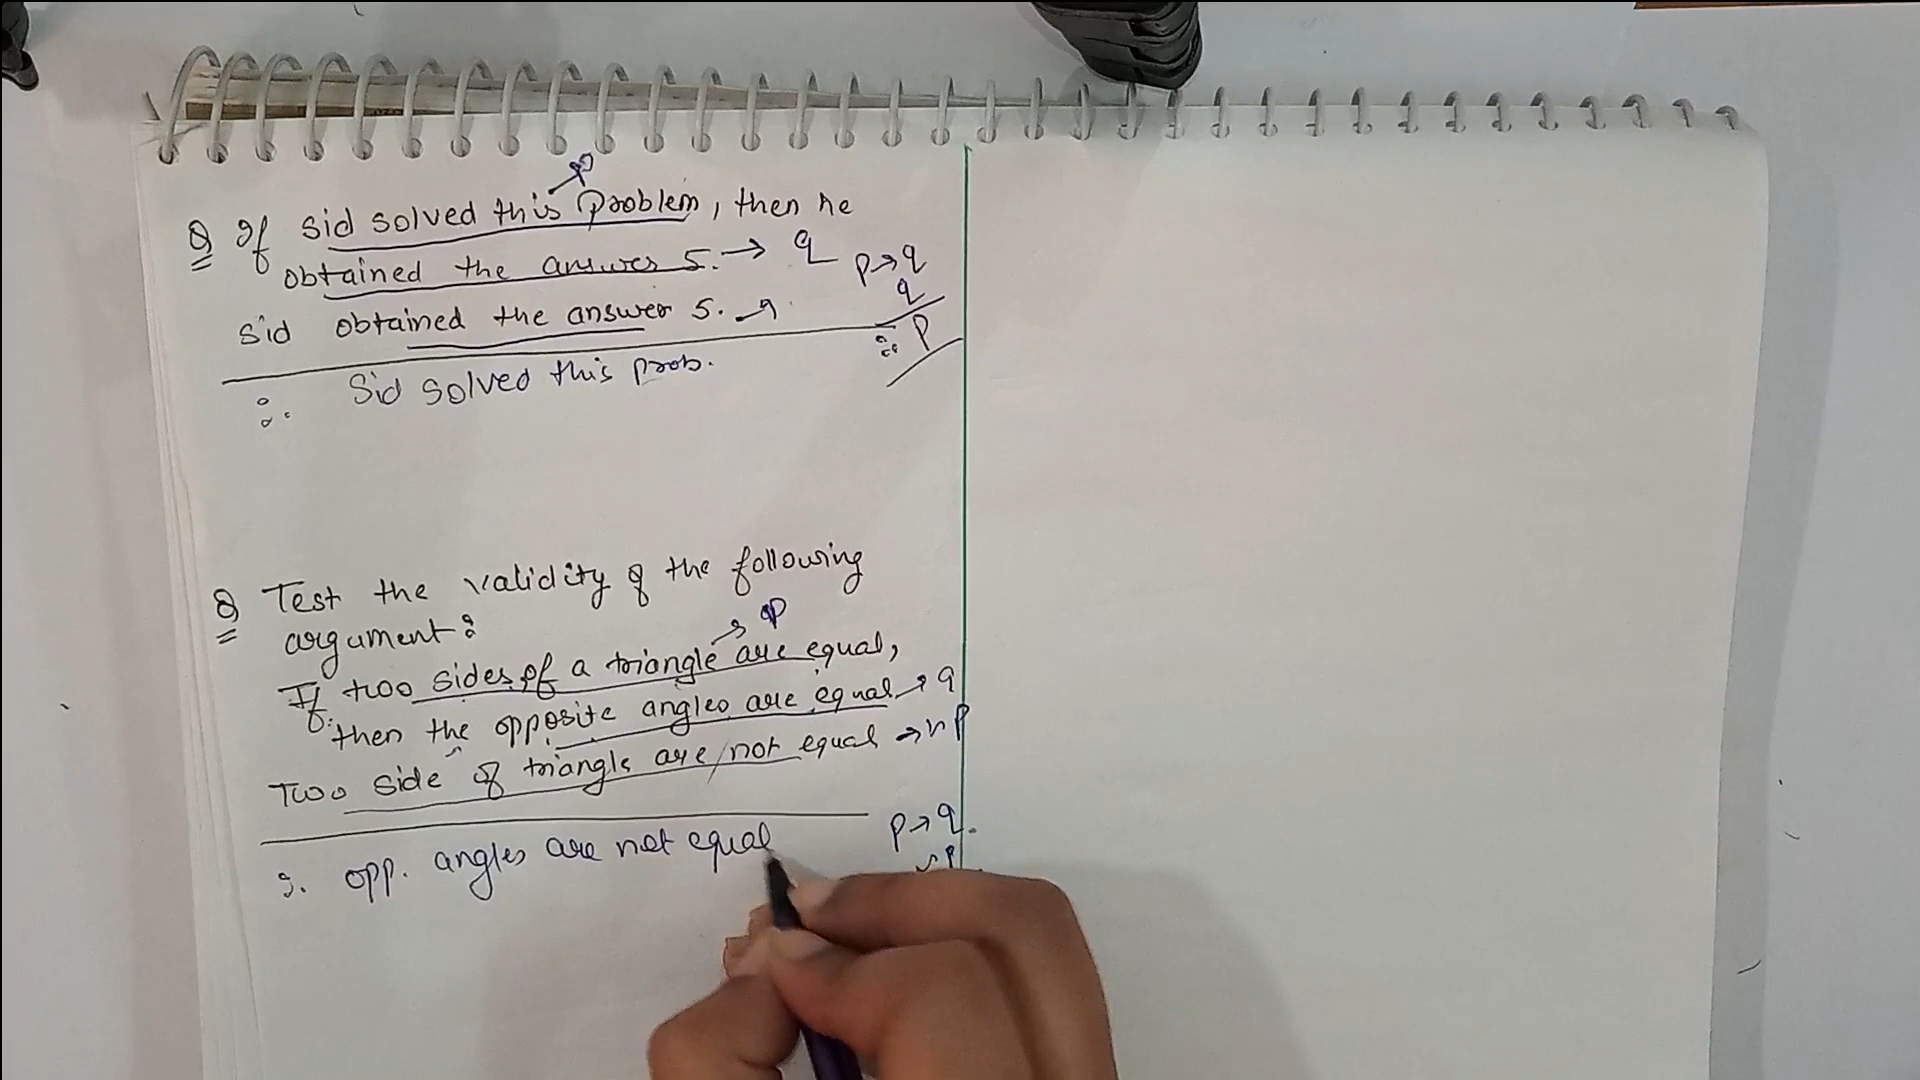 Q If Sid solved this problem, then he → p
obtained the answer 5. → q
Sid obtained the answer 5. → q
∴ Sid solved this prob.
p→q
q
∴ p
Q Test the validity of the following
argument:
If two sides of a triangle are equal, → p
then the opposite angles are equal → q
Two side of triangle are not equal → ~p
∴ opp. angles are not equal
p→q.
~p